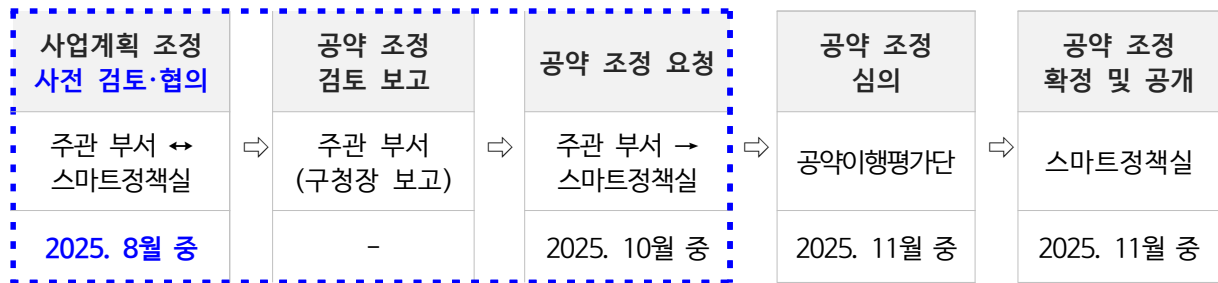 사업계획 조정
사전 검토·협의
주관 부서 ↔
스마트정책실
2025. 8월 중
⇨
공약 조정
검토 보고
주관 부서
(구청장 보고)
-
⇨
공약 조정 요청
주관 부서 →
스마트정책실
2025. 10월 중
⇨
공약 조정
심의
공약이행평가단
2025. 11월 중
⇨
공약 조정
확정 및 공개
스마트정책실
2025. 11월 중